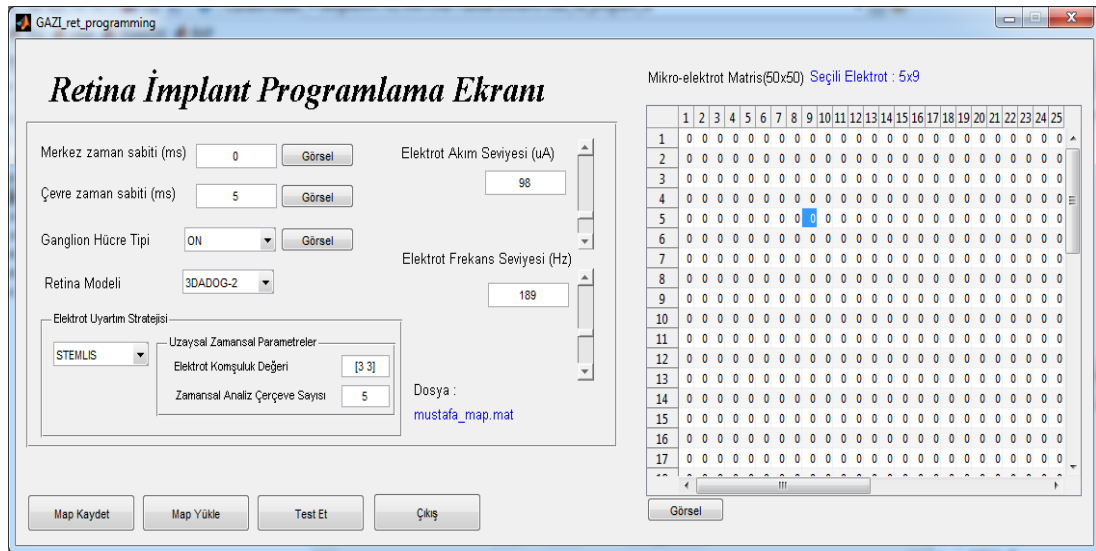 GAZI_ret_programming
Retina İmplant Programlama Ekranı
Merkez zaman sabiti (ms) 0 Görsel
Çevre zaman sabiti (ms) 5 Görsel
Ganglion Hücre Tipi ON Görsel
Retina Modeli 3DADOG-2
Elektrot Uyartım Stratejisi
STEMLIS
Uzaysal Zamansal Parametreler
Elektrot Komşuluk Değeri [3 3]
Zamansal Analiz Çerçeve Sayısı 5
Elektrot Akım Seviyesi (uA)
98
Elektrot Frekans Seviyesi (Hz)
189
Dosya :
mustafa_map.mat
Map Kaydet Map Yükle Test Et Çıkış
Mikro-elektrot Matris(50x50) Seçili Elektrot : 5x9
1 2 3 4 5 6 7 8 9 10 11 12 13 14 15 16 17 18 19 20 21 22 23 24 25
1 0 0 0 0 0 0 0 0 0 0 0 0 0 0 0 0 0 0 0 0 0 0 0 0 0
2 0 0 0 0 0 0 0 0 0 0 0 0 0 0 0 0 0 0 0 0 0 0 0 0 0
3 0 0 0 0 0 0 0 0 0 0 0 0 0 0 0 0 0 0 0 0 0 0 0 0 0
4 0 0 0 0 0 0 0 0 0 0 0 0 0 0 0 0 0 0 0 0 0 0 0 0 0
5 0 0 0 0 0 0 0 0 0 0 0 0 0 0 0 0 0 0 0 0 0 0 0 0 0
6 0 0 0 0 0 0 0 0 0 0 0 0 0 0 0 0 0 0 0 0 0 0 0 0 0
7 0 0 0 0 0 0 0 0 0 0 0 0 0 0 0 0 0 0 0 0 0 0 0 0 0
8 0 0 0 0 0 0 0 0 0 0 0 0 0 0 0 0 0 0 0 0 0 0 0 0 0
9 0 0 0 0 0 0 0 0 0 0 0 0 0 0 0 0 0 0 0 0 0 0 0 0 0
10 0 0 0 0 0 0 0 0 0 0 0 0 0 0 0 0 0 0 0 0 0 0 0 0 0
11 0 0 0 0 0 0 0 0 0 0 0 0 0 0 0 0 0 0 0 0 0 0 0 0 0
12 0 0 0 0 0 0 0 0 0 0 0 0 0 0 0 0 0 0 0 0 0 0 0 0 0
13 0 0 0 0 0 0 0 0 0 0 0 0 0 0 0 0 0 0 0 0 0 0 0 0 0
14 0 0 0 0 0 0 0 0 0 0 0 0 0 0 0 0 0 0 0 0 0 0 0 0 0
15 0 0 0 0 0 0 0 0 0 0 0 0 0 0 0 0 0 0 0 0 0 0 0 0 0
16 0 0 0 0 0 0 0 0 0 0 0 0 0 0 0 0 0 0 0 0 0 0 0 0 0
17 0 0 0 0 0 0 0 0 0 0 0 0 0 0 0 0 0 0 0 0 0 0 0 0 0
Görsel